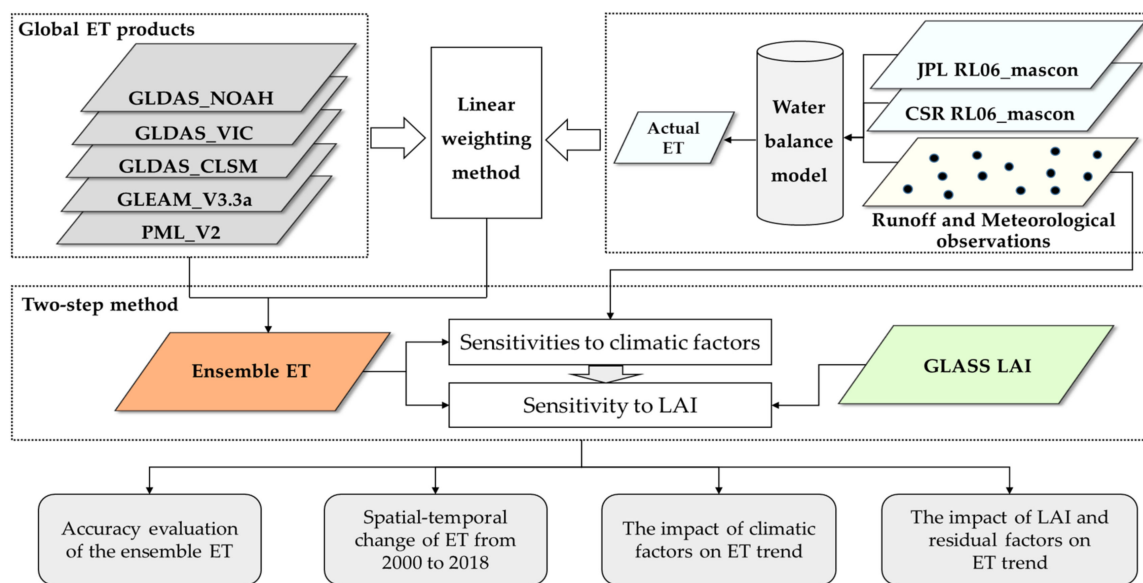 Global ET products
GLDAS_NOAH
GLDAS_VIC
GLDAS_CLSM
GLEAM_V3.3a
PML_V2
Linear
weighting
method
Actual
ET
Water
balance
model
JPL RL06_mascon
CSR RL06_mascon
Runoff and Meteorological
observations
Two-step method
Ensemble ET
Sensitivities to climatic factors
Sensitivity to LAI
GLASS LAI
Accuracy evaluation
of the ensemble ET
Spatial-temporal
change of ET from
2000 to 2018
The impact of climatic
factors on ET trend
The impact of LAI and
residual factors on
ET trend